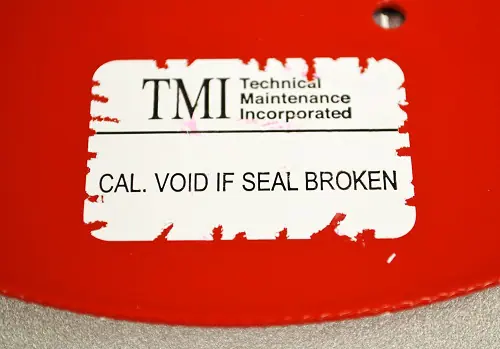 TMI Technical
Maintenance
Incorporated
CAL. VOID IF SEAL BROKEN